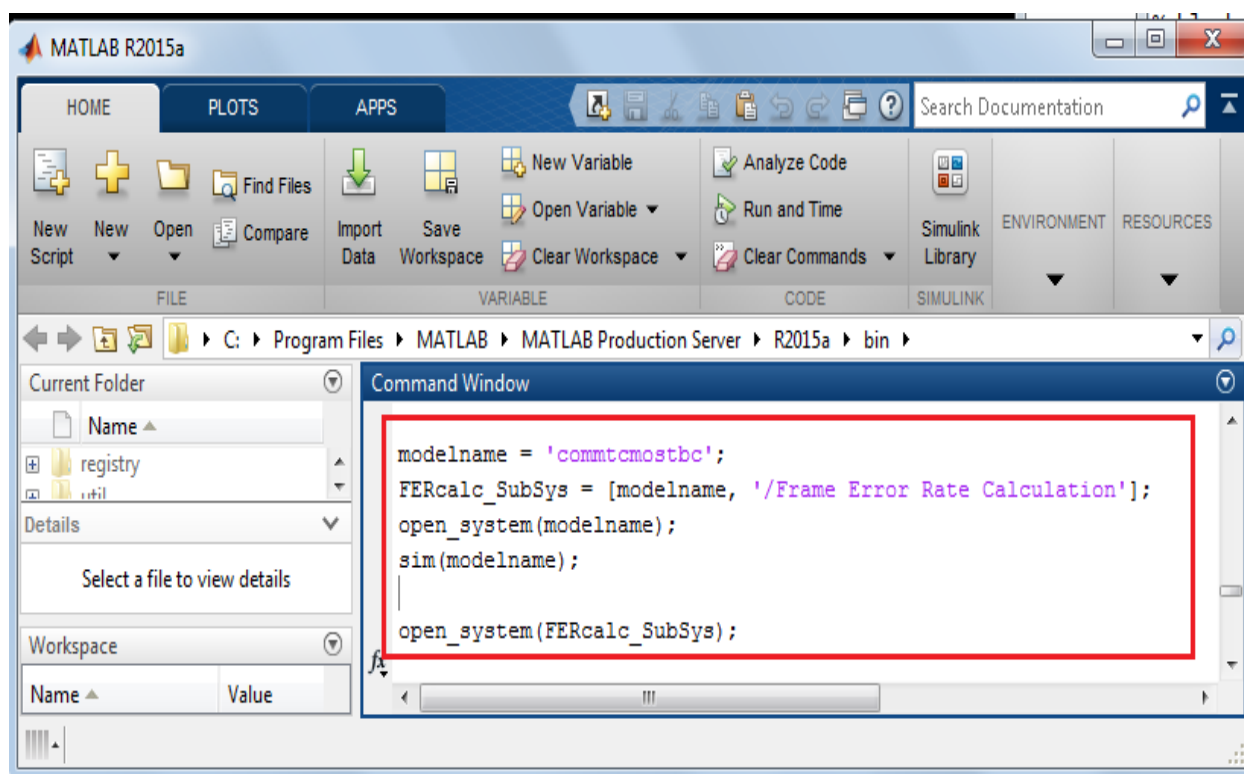 MATLAB R2015a
HOME PLOTS APPS Search Documentation
New Script New Open Find Files Compare
FILE
Import Data Save Workspace New Variable Open Variable Clear Workspace
VARIABLE
Analyze Code Run and Time Clear Commands
CODE
Simulink Library
SIMULINK
ENVIRONMENT RESOURCES
C: Program Files MATLAB MATLAB Production Server R2015a bin
Current Folder
Name
registry
util
Details
Select a file to view details
Workspace
Name Value
Command Window
modelname = 'commtcmostbc';
FERcalc_SubSys = [modelname, '/Frame Error Rate Calculation'];
open_system(modelname);
sim(modelname);
open_system(FERcalc_SubSys);
fx